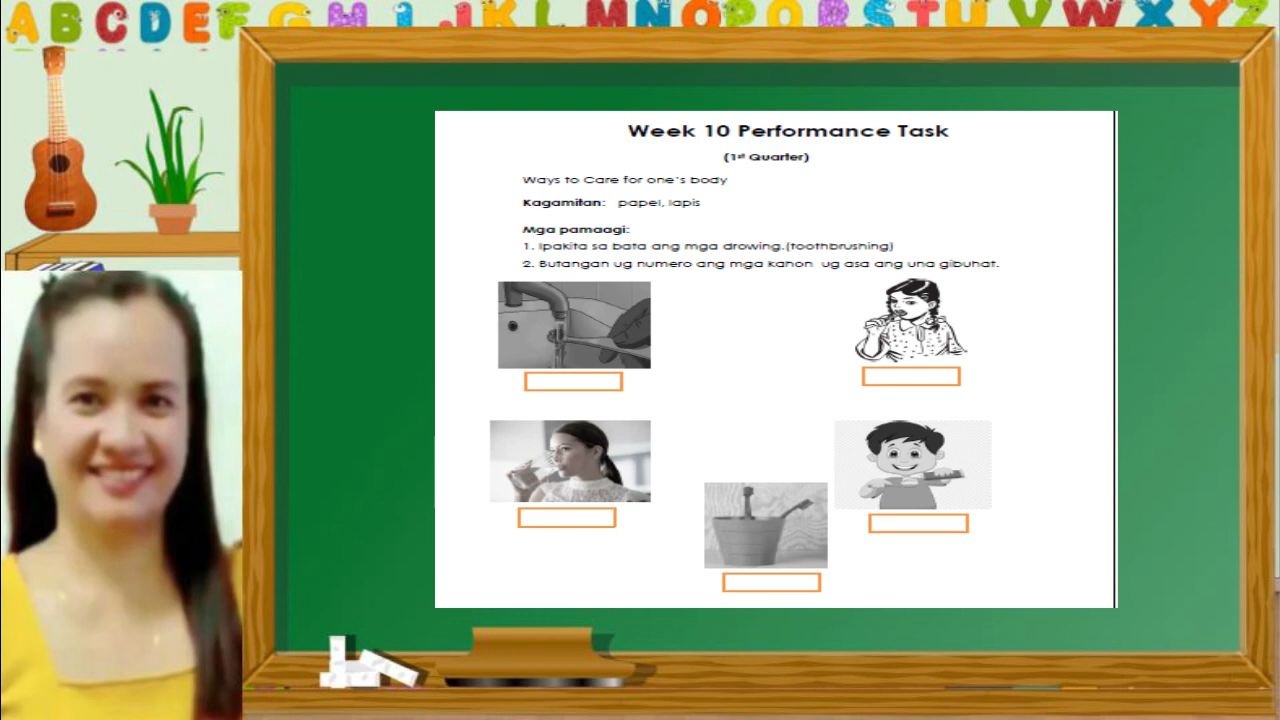 A B C D E F G H I J K L M N O P Q R S T U V W X Y Z
Week 10 Performance Task
(1st Quarter)
Ways to Care for one's body
Kagamitan: papel, lapis
Mga pamaagi:
1. Ipakita sa bata ang mga drowing.(toothbrushing)
2. Butangan ug numero ang mga kahon ug asa ang una gibuhat.